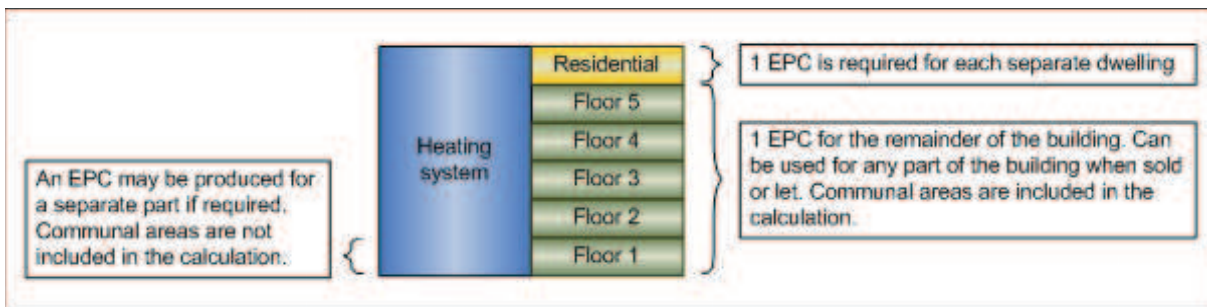 Residential
1 EPC is required for each separate dwelling
Floor 5
Floor 4
Floor 3
Floor 2
Floor 1
Heating
system
1 EPC for the remainder of the building. Can
be used for any part of the building when sold
or let. Communal areas are included in the
calculation.
An EPC may be produced for
a separate part if required.
Communal areas are not
included in the calculation.